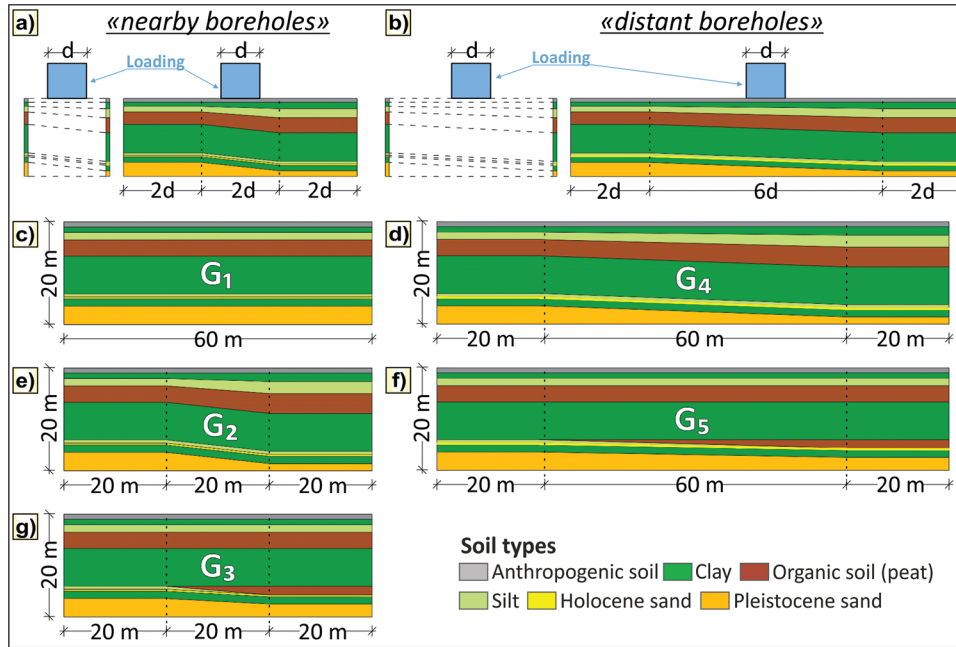 a) «nearby boreholes»
b) «distant boreholes»
d d
Loading
d d
Loading
2d 2d 2d
2d 6d 2d
c) G1
20 m
60 m
d) G4
20 m
20 m 60 m 20 m
e) G2
20 m
20 m 20 m 20 m
f) G5
20 m
20 m 60 m 20 m
g) G3
20 m
20 m 20 m 20 m
Soil types
Anthropogenic soil Clay Organic soil (peat)
Silt Holocene sand Pleistocene sand